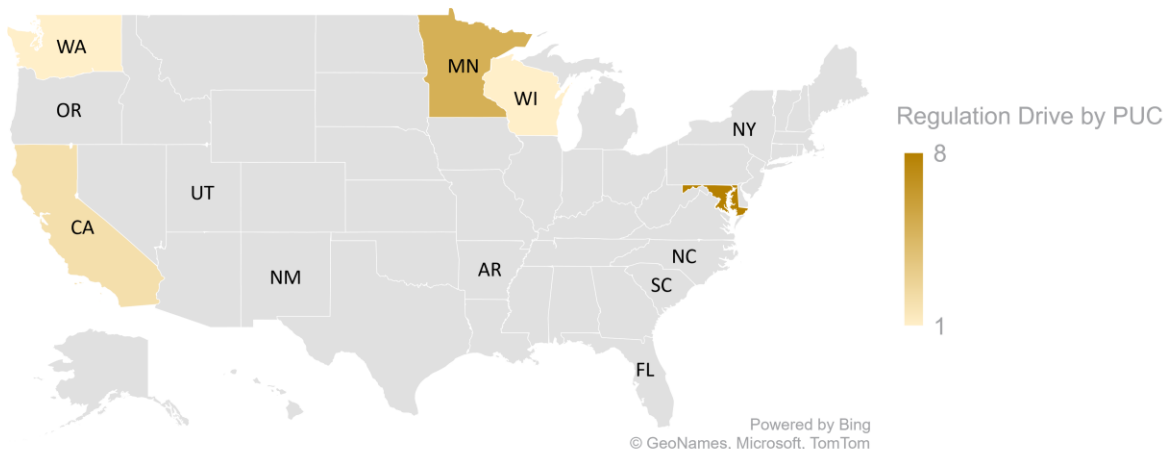 WA
MN
WI
OR
NY
Regulation Drive by PUC
8
UT
CA
NC
NM
AR
SC
1
FL
Powered by Bing
© GeoNames, Microsoft, TomTom